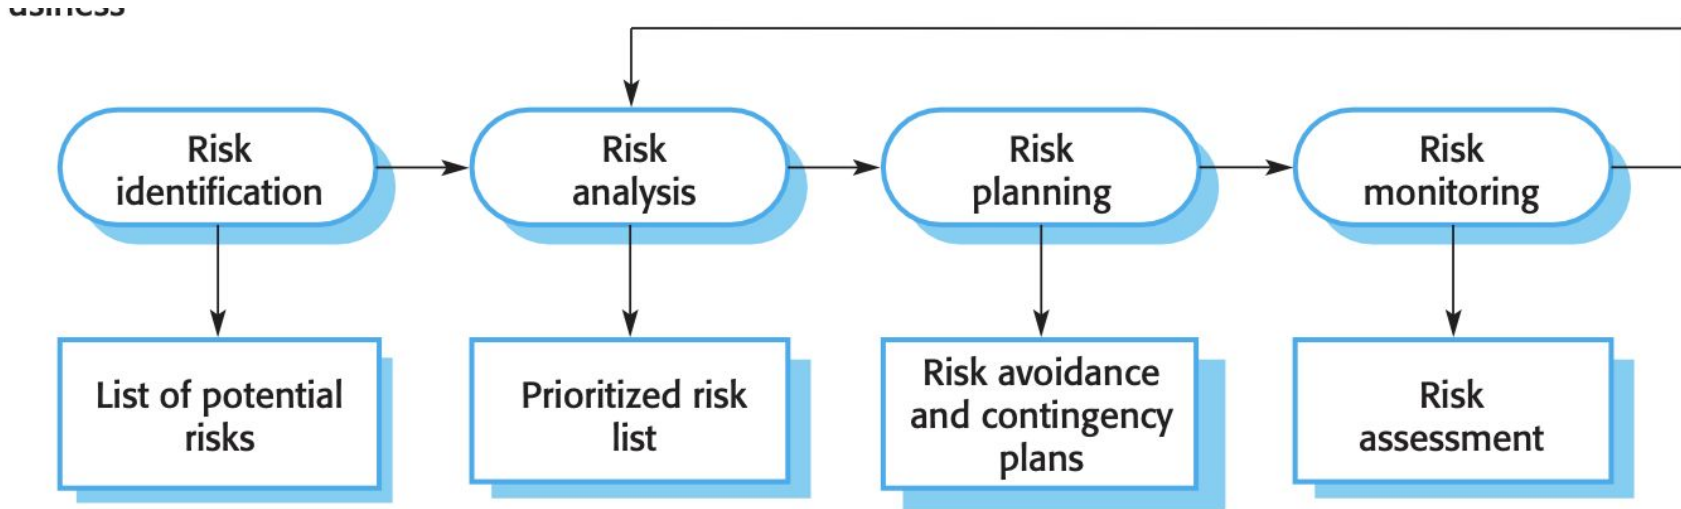 usiness
Risk
identification
Risk
analysis
Risk
planning
Risk
monitoring
List of potential
risks
Prioritized risk
list
Risk avoidance
and contingency
plans
Risk
assessment